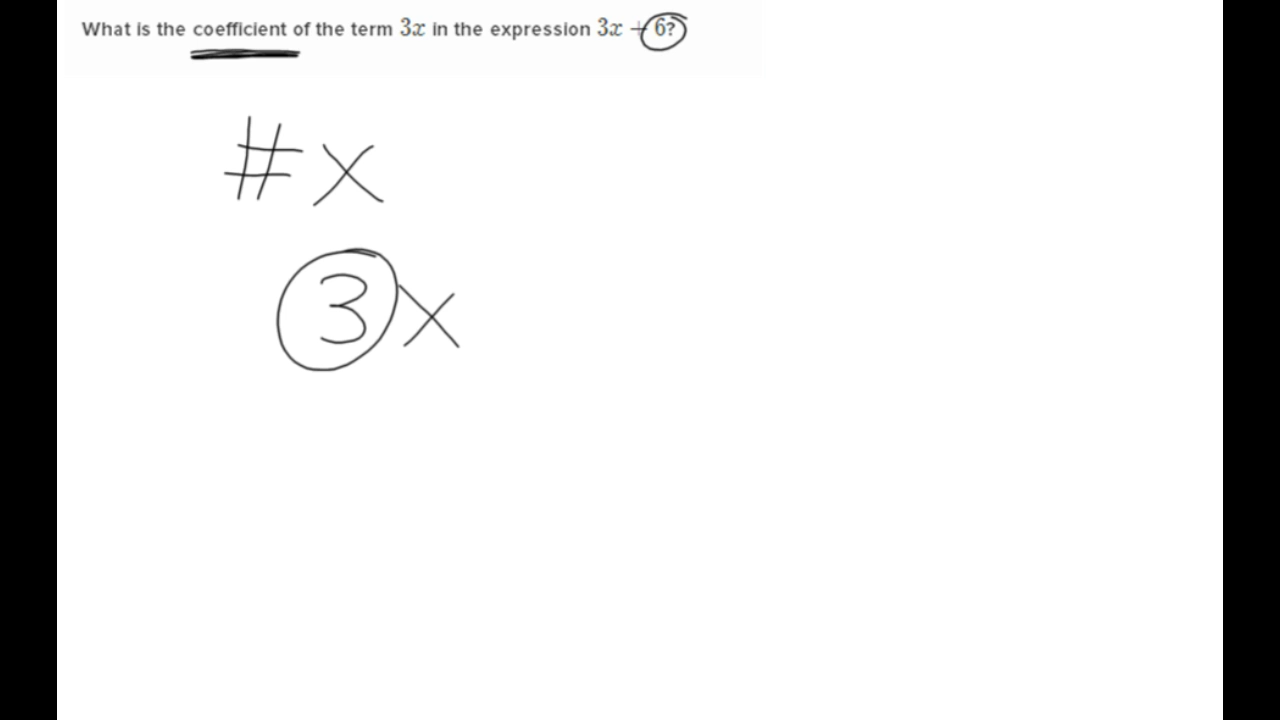 What is the coefficient of the term 3x in the expression 3x + 6?
# x
3x